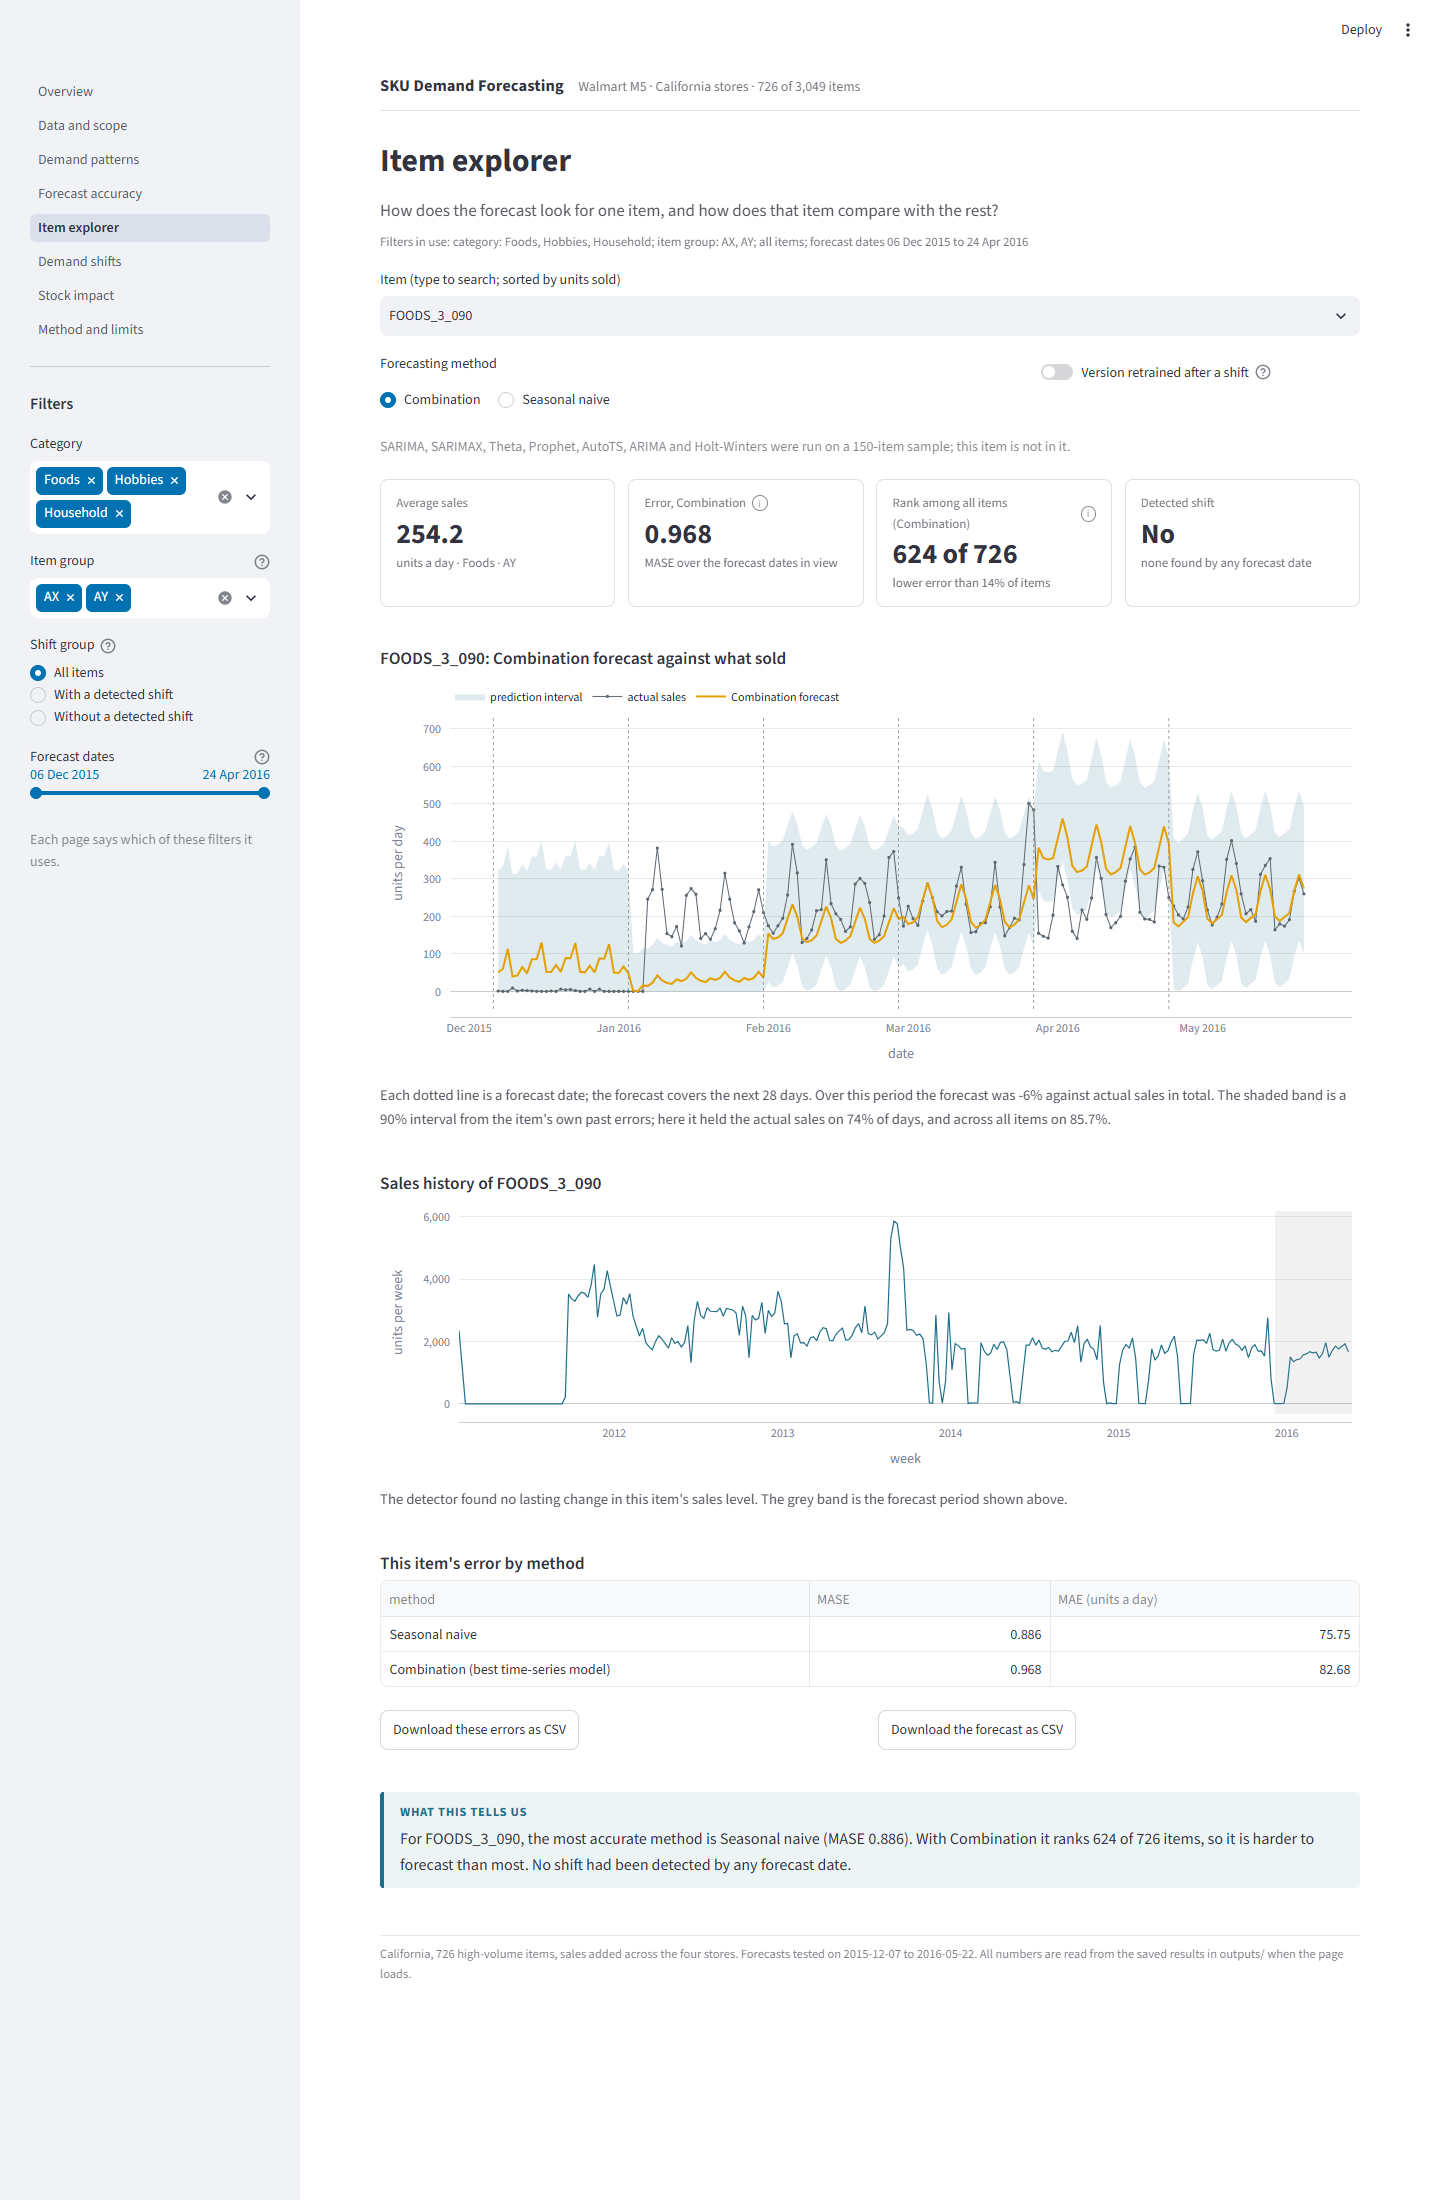 Deploy
Overview
Data and scope
Demand patterns
Forecast accuracy
Item explorer
Demand shifts
Stock impact
Method and limits
Filters
Category
Foods ×
Hobbies ×
Household ×
Item group
AX ×
AY ×
Shift group
All items
With a detected shift
Without a detected shift
Forecast dates
06 Dec 2015
24 Apr 2016
Each page says which of these filters it
uses.
SKU Demand Forecasting Walmart M5 · California stores · 726 of 3,049 items
Item explorer
How does the forecast look for one item, and how does that item compare with the rest?
Filters in use: category: Foods, Hobbies, Household; item group: AX, AY; all items; forecast dates 06 Dec 2015 to 24 Apr 2016
Item (type to search; sorted by units sold)
FOODS_3_090
Forecasting method
Version retrained after a shift
Combination
Seasonal naive
SARIMA, SARIMAX, Theta, Prophet, AutoTS, ARIMA and Holt-Winters were run on a 150-item sample; this item is not in it.
Average sales
254.2
units a day · Foods · AY
Error, Combination
0.968
MASE over the forecast dates in view
Rank among all items
(Combination)
624 of 726
lower error than 14% of items
Detected shift
No
none found by any forecast date
FOODS_3_090: Combination forecast against what sold
prediction interval
actual sales
Combination forecast
units per day
700
600
500
400
300
200
100
0
Dec 2015
Jan 2016
Feb 2016
Mar 2016
Apr 2016
May 2016
date
Each dotted line is a forecast date; the forecast covers the next 28 days. Over this period the forecast was -6% against actual sales in total. The shaded band is a
90% interval from the item's own past errors; here it held the actual sales on 74% of days, and across all items on 85.7%.
Sales history of FOODS_3_090
units per week
6,000
4,000
2,000
0
2012
2013
2014
2015
2016
week
The detector found no lasting change in this item's sales level. The grey band is the forecast period shown above.
This item's error by method
method MASE MAE (units a day)
Seasonal naive 0.886 75.75
Combination (best time-series model) 0.968 82.68
Download these errors as CSV
Download the forecast as CSV
WHAT THIS TELLS US
For FOODS_3_090, the most accurate method is Seasonal naive (MASE 0.886). With Combination it ranks 624 of 726 items, so it is harder to
forecast than most. No shift had been detected by any forecast date.
California, 726 high-volume items, sales added across the four stores. Forecasts tested on 2015-12-07 to 2016-05-22. All numbers are read from the saved results in outputs/ when the page
loads.